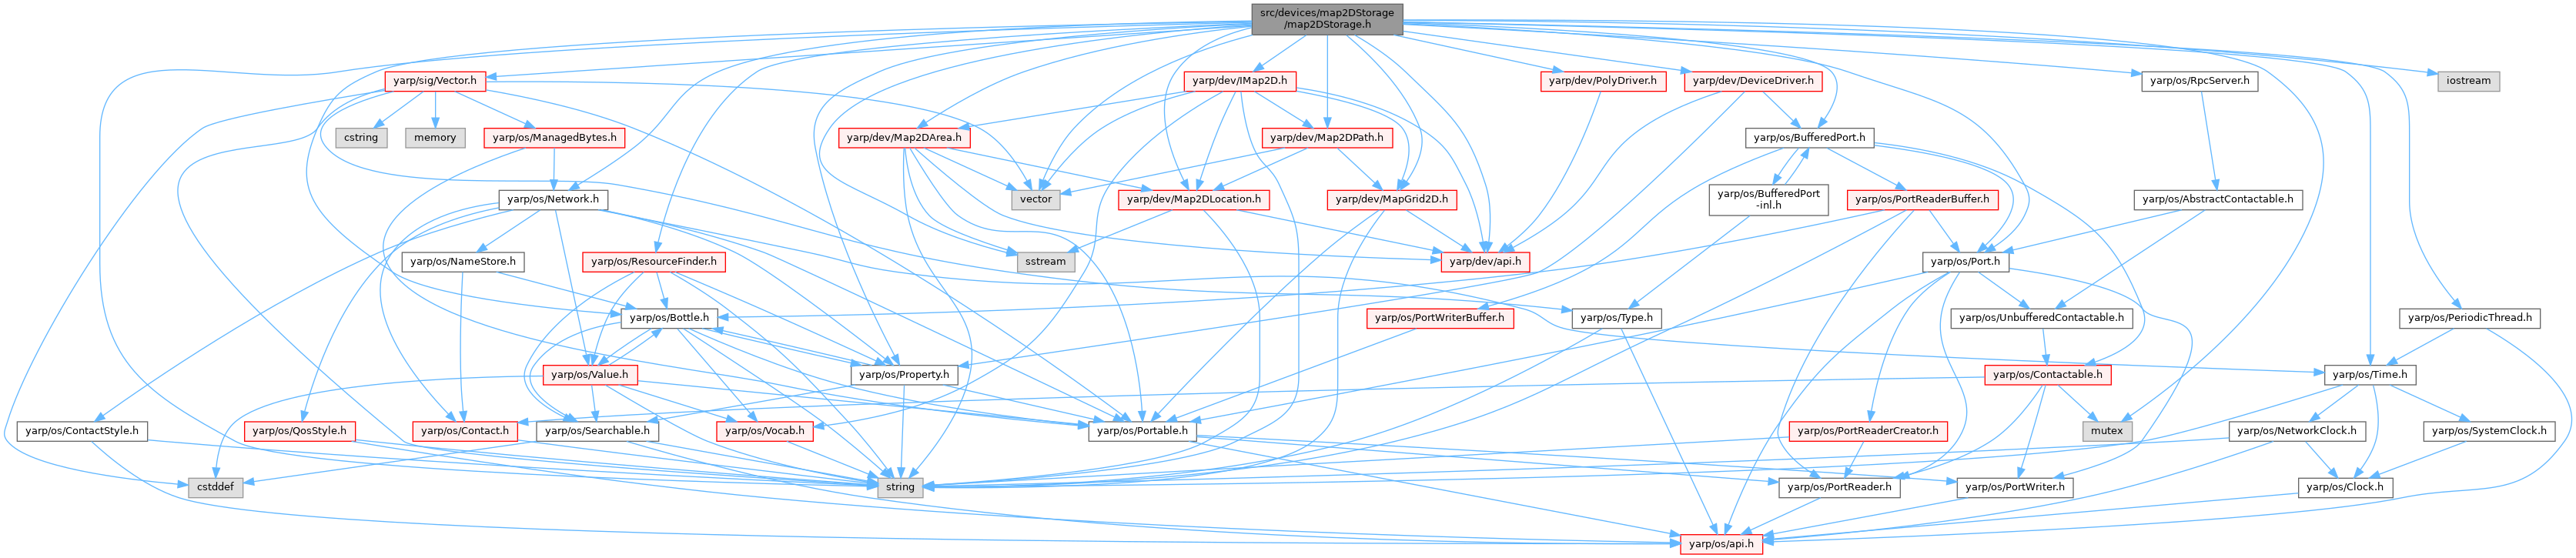 src/devices/map2DStorage
/map2DStorage.h
yarp/sig/Vector.h
yarp/dev/IMap2D.h
yarp/dev/PolyDriver.h
yarp/dev/DeviceDriver.h
yarp/os/RpcServer.h
iostream
cstring
memory
yarp/os/ManagedBytes.h
yarp/dev/Map2DArea.h
yarp/dev/Map2DPath.h
yarp/os/BufferedPort.h
yarp/os/Network.h
vector
yarp/dev/Map2DLocation.h
yarp/dev/MapGrid2D.h
yarp/os/BufferedPort
-inl.h
yarp/os/PortReaderBuffer.h
yarp/os/AbstractContactable.h
yarp/os/NameStore.h
yarp/os/ResourceFinder.h
sstream
yarp/dev/api.h
yarp/os/Port.h
yarp/os/Bottle.h
yarp/os/PortWriterBuffer.h
yarp/os/Type.h
yarp/os/UnbufferedContactable.h
yarp/os/PeriodicThread.h
yarp/os/Value.h
yarp/os/Property.h
yarp/os/Contactable.h
yarp/os/Time.h
yarp/os/ContactStyle.h
yarp/os/QosStyle.h
yarp/os/Contact.h
yarp/os/Searchable.h
yarp/os/Vocab.h
yarp/os/Portable.h
yarp/os/PortReaderCreator.h
mutex
yarp/os/NetworkClock.h
yarp/os/SystemClock.h
cstddef
string
yarp/os/PortReader.h
yarp/os/PortWriter.h
yarp/os/Clock.h
yarp/os/api.h